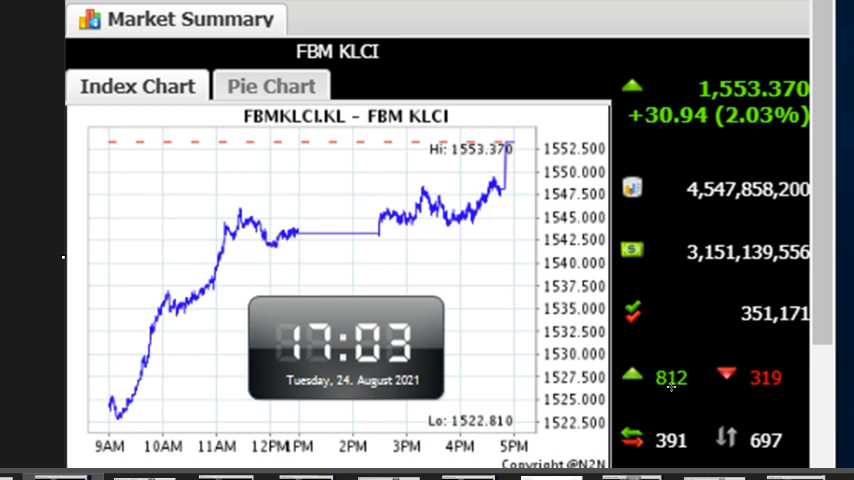 Market Summary
FBM KLCI
Index Chart
Pie Chart
1,553.370
+30.94 (2.03%)
FBMKLCI.KL - FBM KLCI
Hi: 1553.370
1552.500
1550.000
1547.500
1545.000
1542.500
1540.000
1537.500
1535.000
1532.500
1530.000
1527.500
1525.000
1522.500
4,547,858,200
3,151,139,556
351,171
812
319
391
697
17:03
Tuesday, 24. August 2021
Lo: 1522.810
9AM 10AM 11AM 12PM 1PM 2PM 3PM 4PM 5PM
Copyright @N2N